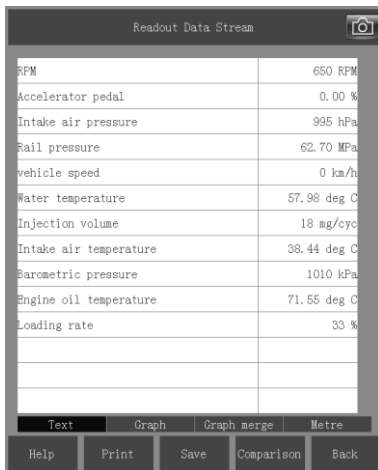 Readout Data Stream
RPM 650 RPM
Accelerator pedal 0.00 %
Intake air pressure 995 hPa
Rail pressure 62.70 MPa
vehicle speed 0 km/h
Water temperature 57.98 deg C
Injection volume 18 mg/cyc
Intake air temperature 38.44 deg C
Barometric pressure 1010 kPa
Engine oil temperature 71.55 deg C
Loading rate 33 %
Text Graph Graph merge Metre
Help Print Save Comparison Back